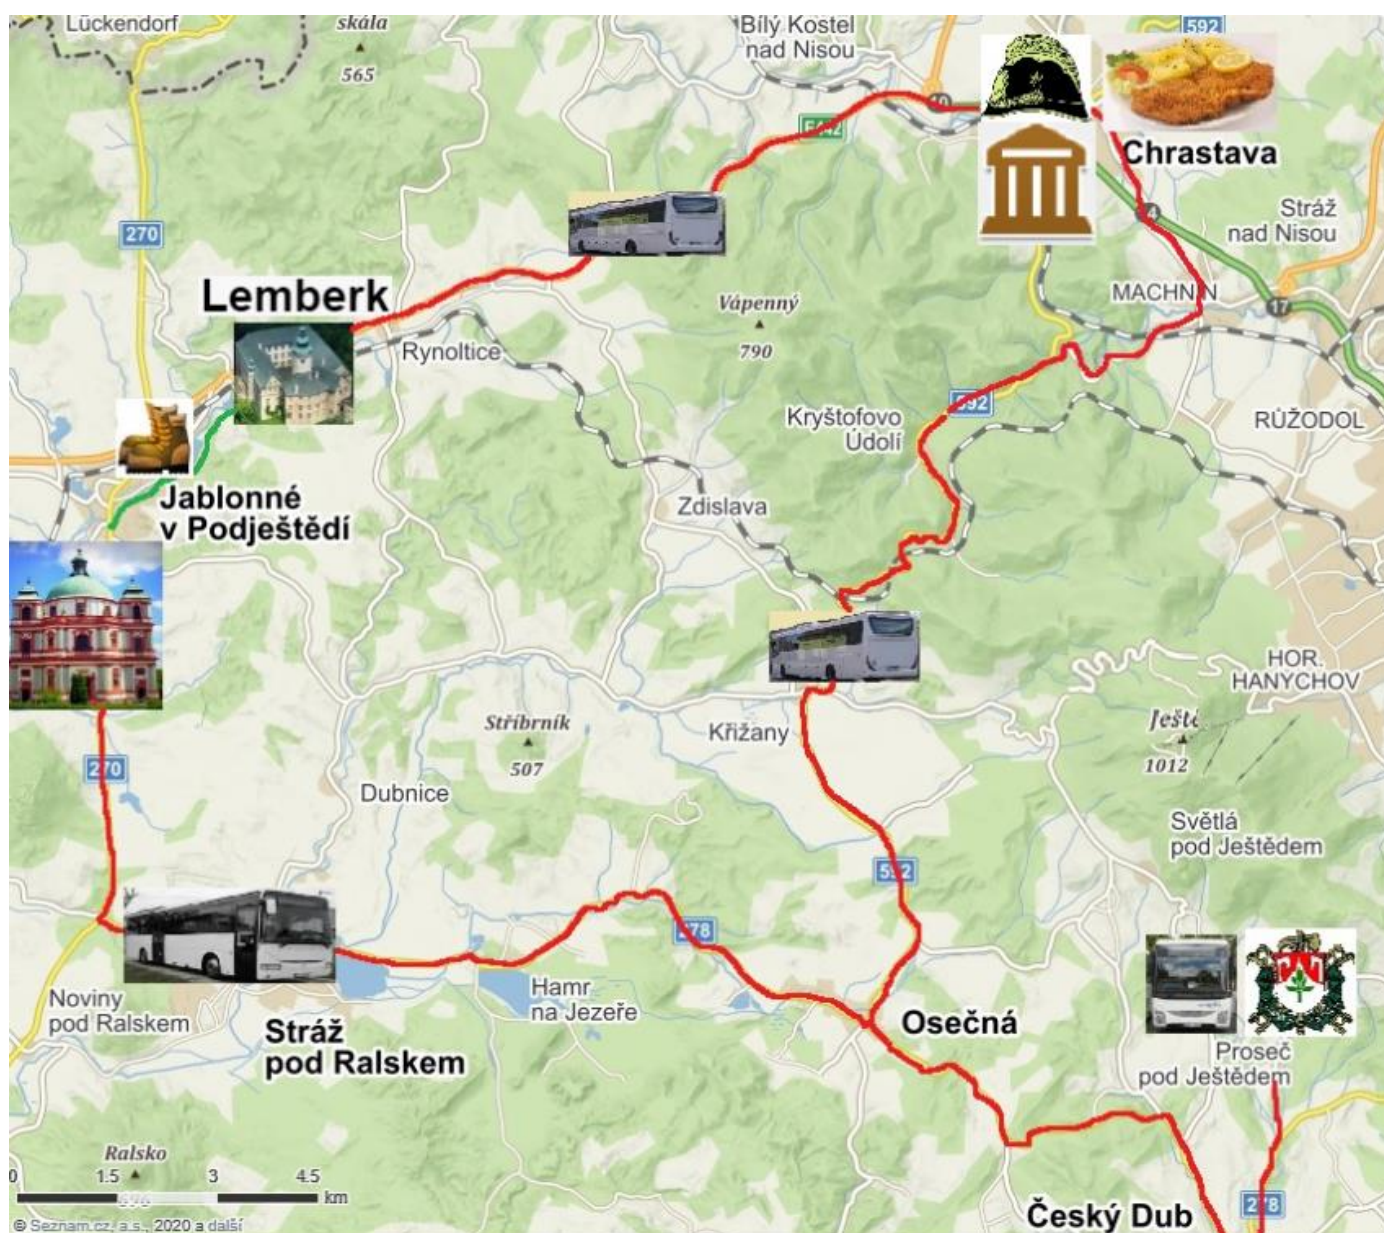 Lückendorf
skála
565
Bílý Kostel
nad Nisou
592
E442
Chrastava
Stráž
nad Nisou
270
Lemberk
MACHNÍN
17
Vápenný
790
Rynoltice
592
Kryštofovo
Údolí
RŮŽODOL
Jablonné
v Podještědí
Zdislava
HOR.
HANYCHOV
Stříbrník
507
Křižany
Ještě
1012
270
Dubnice
Světlá
pod Ještědem
592
278
Noviny
pod Ralskem
Hamr
na Jezeře
Stráž
pod Ralskem
Osečná
Proseč
pod Ještědem
Ralsko
696
0 1.5 3 4.5
km
Český Dub
278
© Seznam.cz, a.s., 2020 a další